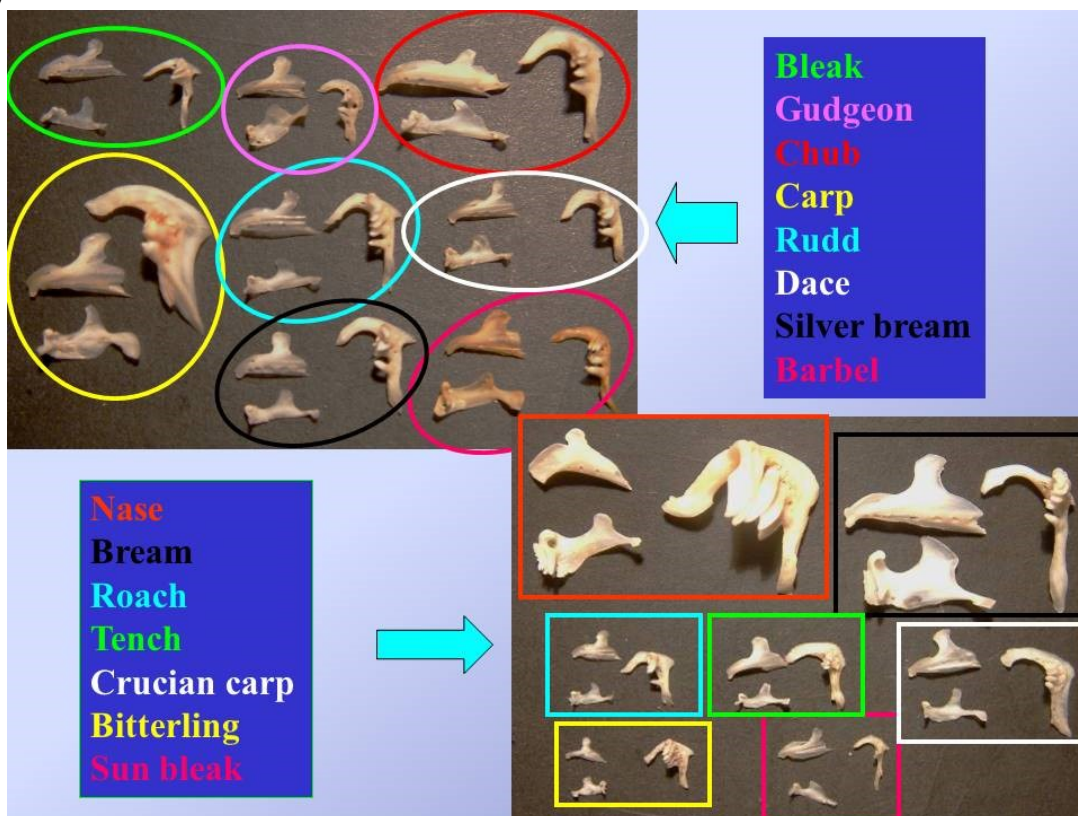 Bleak
Gudgeon
Chub
Carp
Rudd
Dace
Silver bream
Barbel
Nase
Bream
Roach
Tench
Crucian carp
Bitterling
Sun bleak